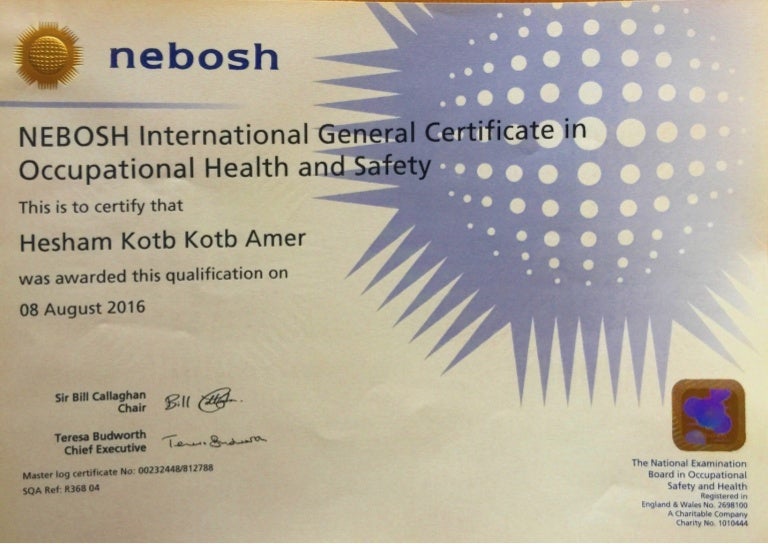 nebosh
NEBOSH International General Certificate in
Occupational Health and Safety
This is to certify that
Hesham Kotb Kotb Amer
was awarded this qualification on
08 August 2016
Sir Bill Callaghan
Chair
Teresa Budworth
Chief Executive
Master log certificate No: 00232448/812788
SQA Ref: R368 04
The National Examination
Board in Occupational
Safety and Health
Registered in
England & Wales No. 2698100
A Charitable Company
Charity No. 1010444